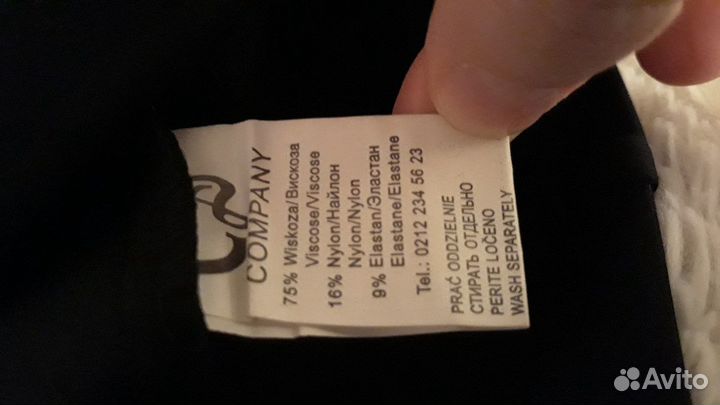 COMPANY
75% Wiskoza/Вискоза
Viscose/Viscose
16% Nylon/Найлон
Nylon/Nylon
9% Elastan/Эластан
Elastane/Elastane
Tel.: 0212 234 56 23
PRAĆ ODDZIELNIE
СТИРАТЬ ОТДЕЛЬНО
PERITE LOČENO
WASH SEPARATELY
Avito